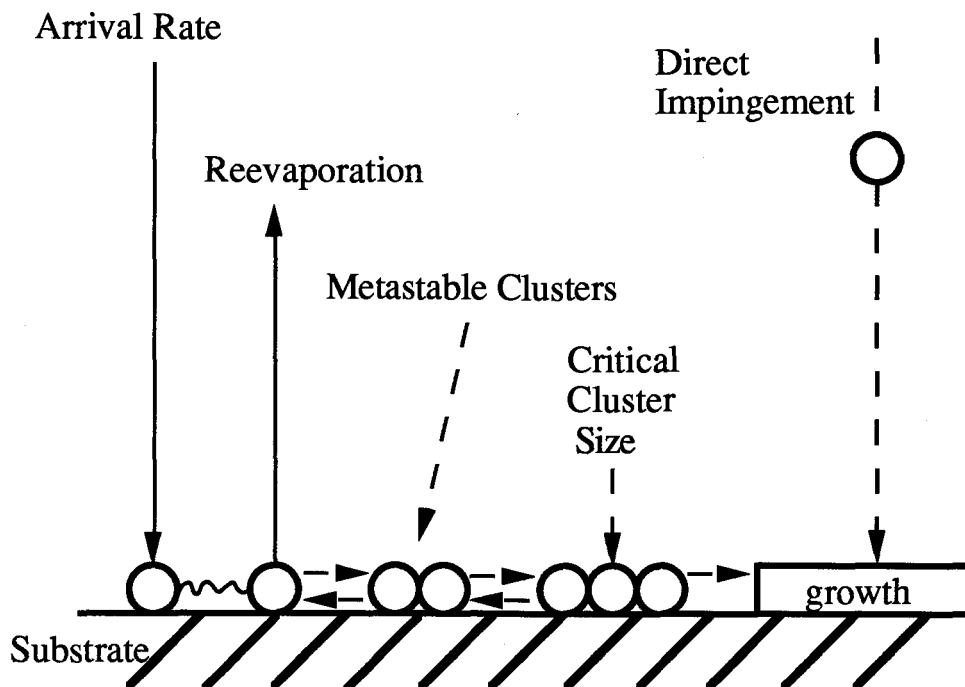 Arrival Rate
Direct
Impingement
Reevaporation
Metastable Clusters
Critical
Cluster
Size
growth
Substrate